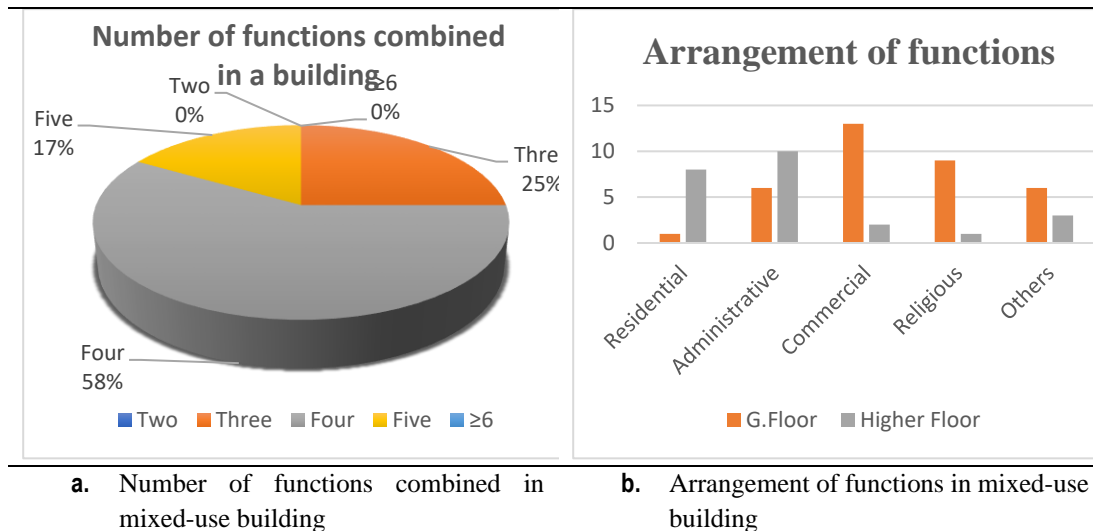 Number of functions combined
in a building
Two
0%
≥6
0%
Five
17%
Thre
25%
Four
58%
Two Three Four Five ≥6
Arrangement of functions
15
10
5
0
Residential
Administrative
Commercial
Religious
Others
G.Floor Higher Floor
a. Number of functions combined in
mixed-use building
b. Arrangement of functions in mixed-use
building